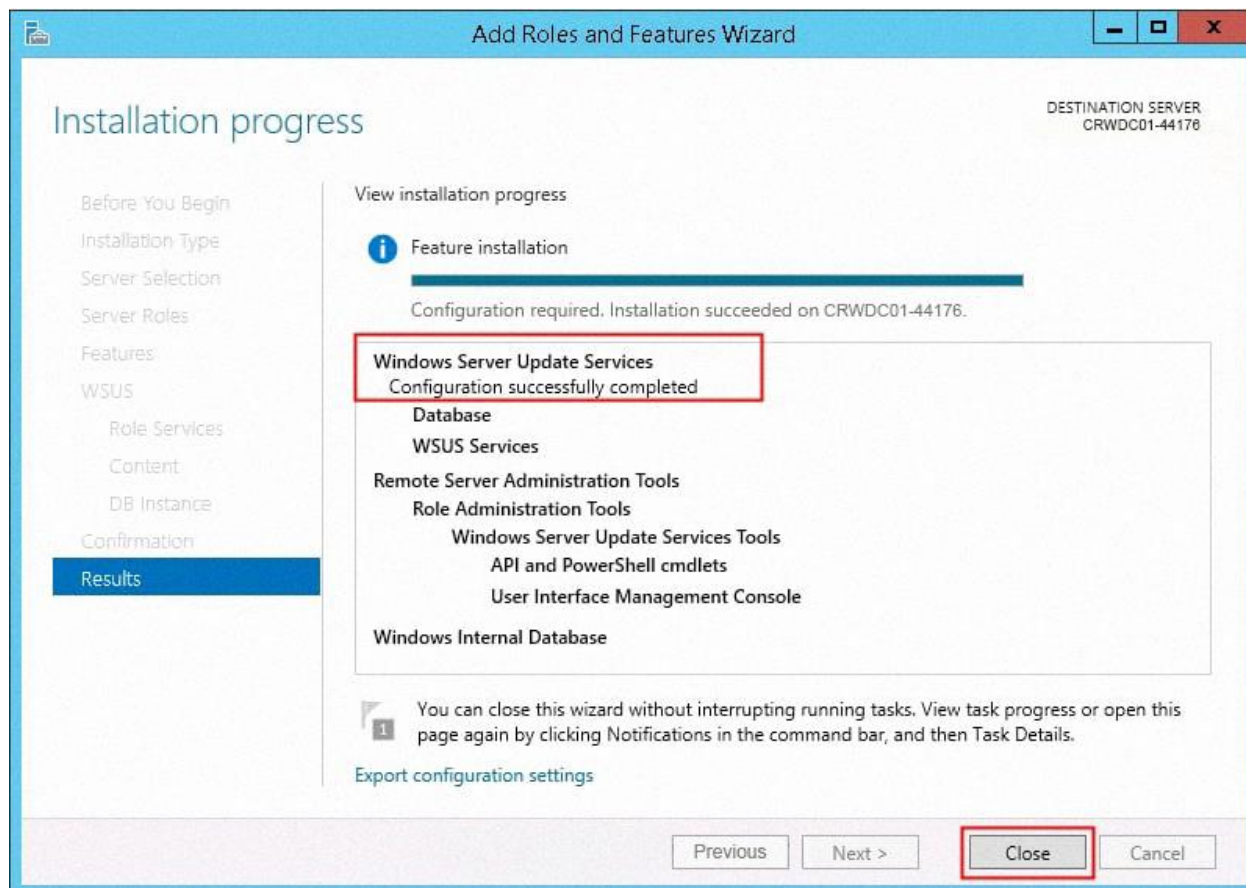 Add Roles and Features Wizard
Installation progress
DESTINATION SERVER
CRWDC01-44176
Before You Begin
Installation Type
Server Selection
Server Roles
Features
WSUS
Role Services
Content
DB Instance
Confirmation
Results
View installation progress
Feature installation
Configuration required. Installation succeeded on CRWDC01-44176.
Windows Server Update Services
Configuration successfully completed
Database
WSUS Services
Remote Server Administration Tools
Role Administration Tools
Windows Server Update Services Tools
API and PowerShell cmdlets
User Interface Management Console
Windows Internal Database
1
You can close this wizard without interrupting running tasks. View task progress or open this
page again by clicking Notifications in the command bar, and then Task Details.
Export configuration settings
Previous
Next >
Close
Cancel